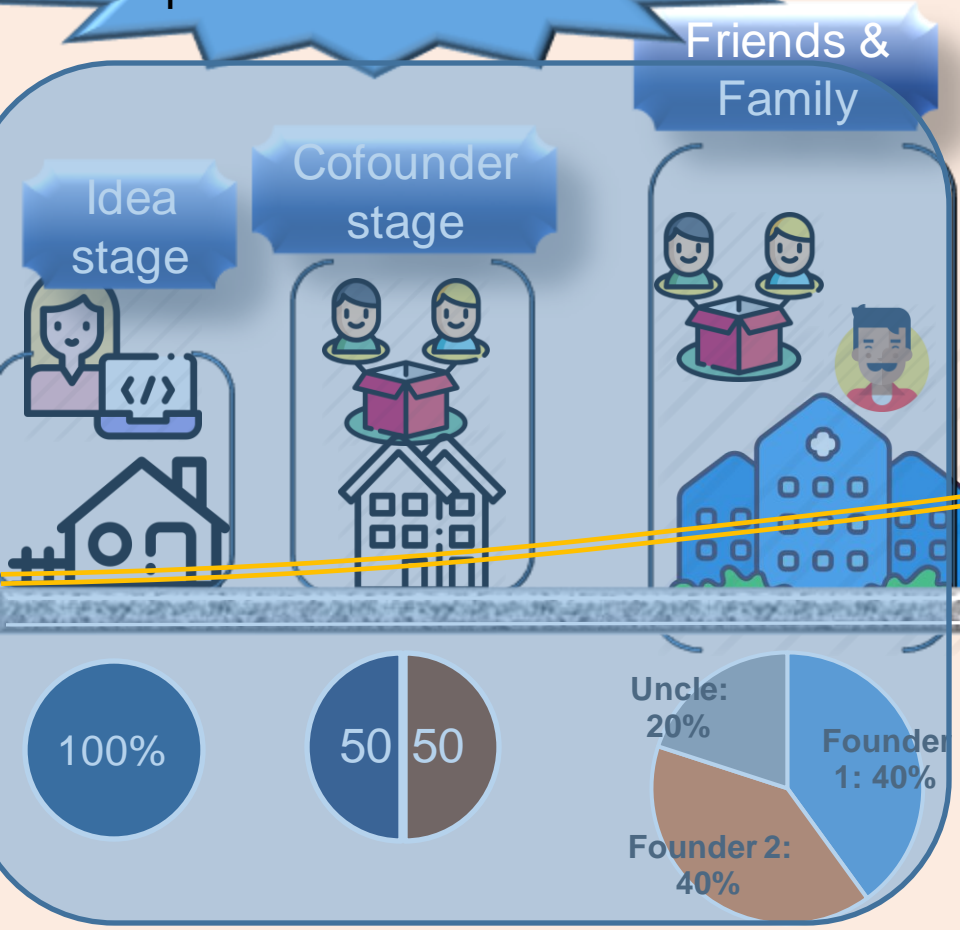 Friends &
Family
Cofounder
stage
Idea
stage
</>
100%
50 50
Uncle:
20%
Founder
1: 40%
Founder 2:
40%